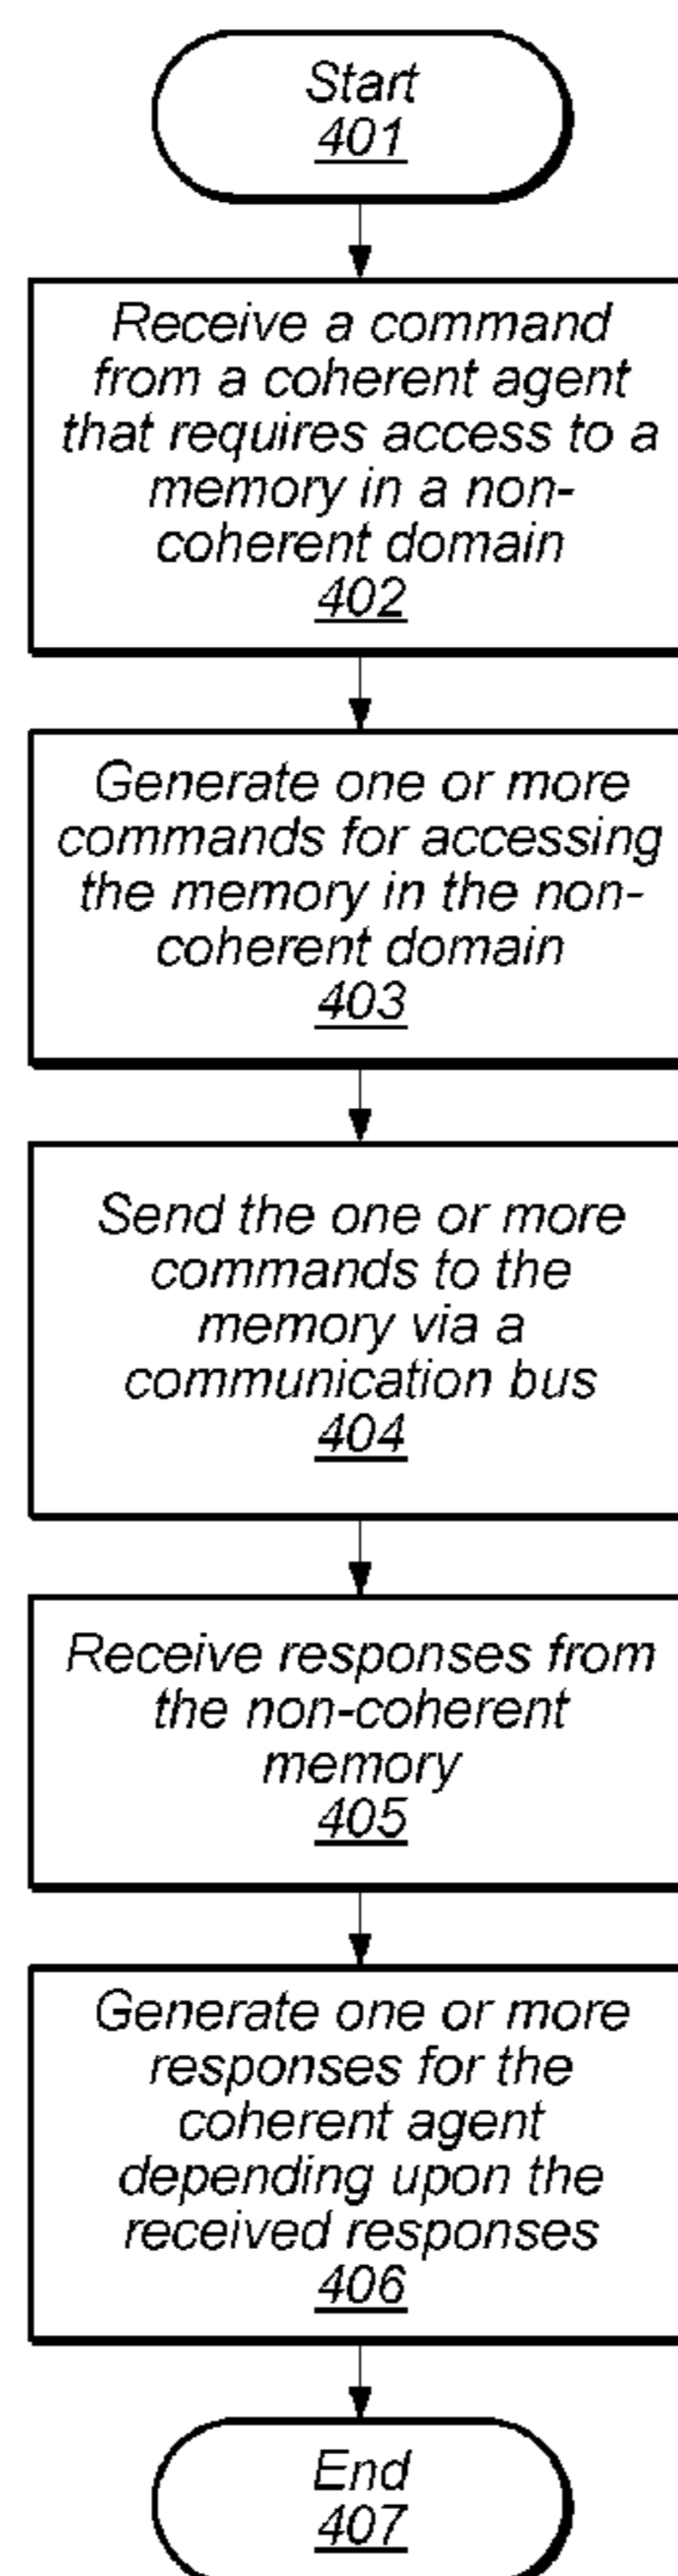 Start
401
Receive a command
from a coherent agent
that requires access to a
memory in a non-
coherent domain
402
Generate one or more
commands for accessing
the memory in the non-
coherent domain
403
Send the one or more
commands to the
memory via a
communication bus
404
Receive responses from
the non-coherent
memory
405
Generate one or more
responses for the
coherent agent
depending upon the
received responses
406
End
407